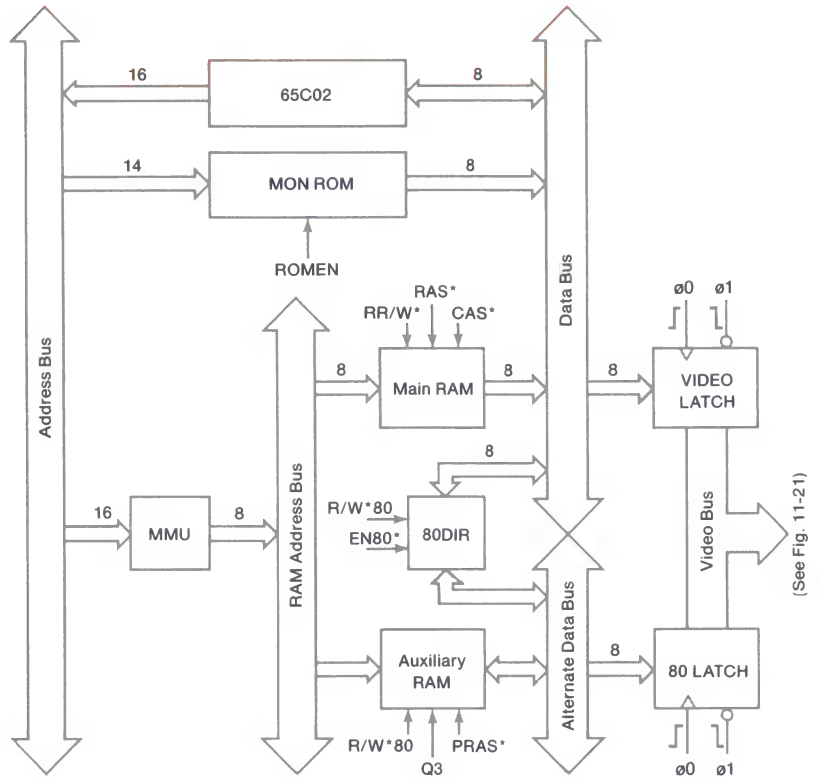 16
65C02
8
14
MON ROM
8
ROMEN
RAS*
RR/W*
CAS*
ø0
ø1
Address Bus
Data Bus
8
Main RAM
8
8
VIDEO
LATCH
8
R/W*80
EN80*
80DIR
16
MMU
8
RAM Address Bus
Video Bus
(See Fig. 11-21)
Auxiliary
RAM
Alternate Data Bus
8
80 LATCH
R/W*80
Q3
PRAS*
ø0
ø1